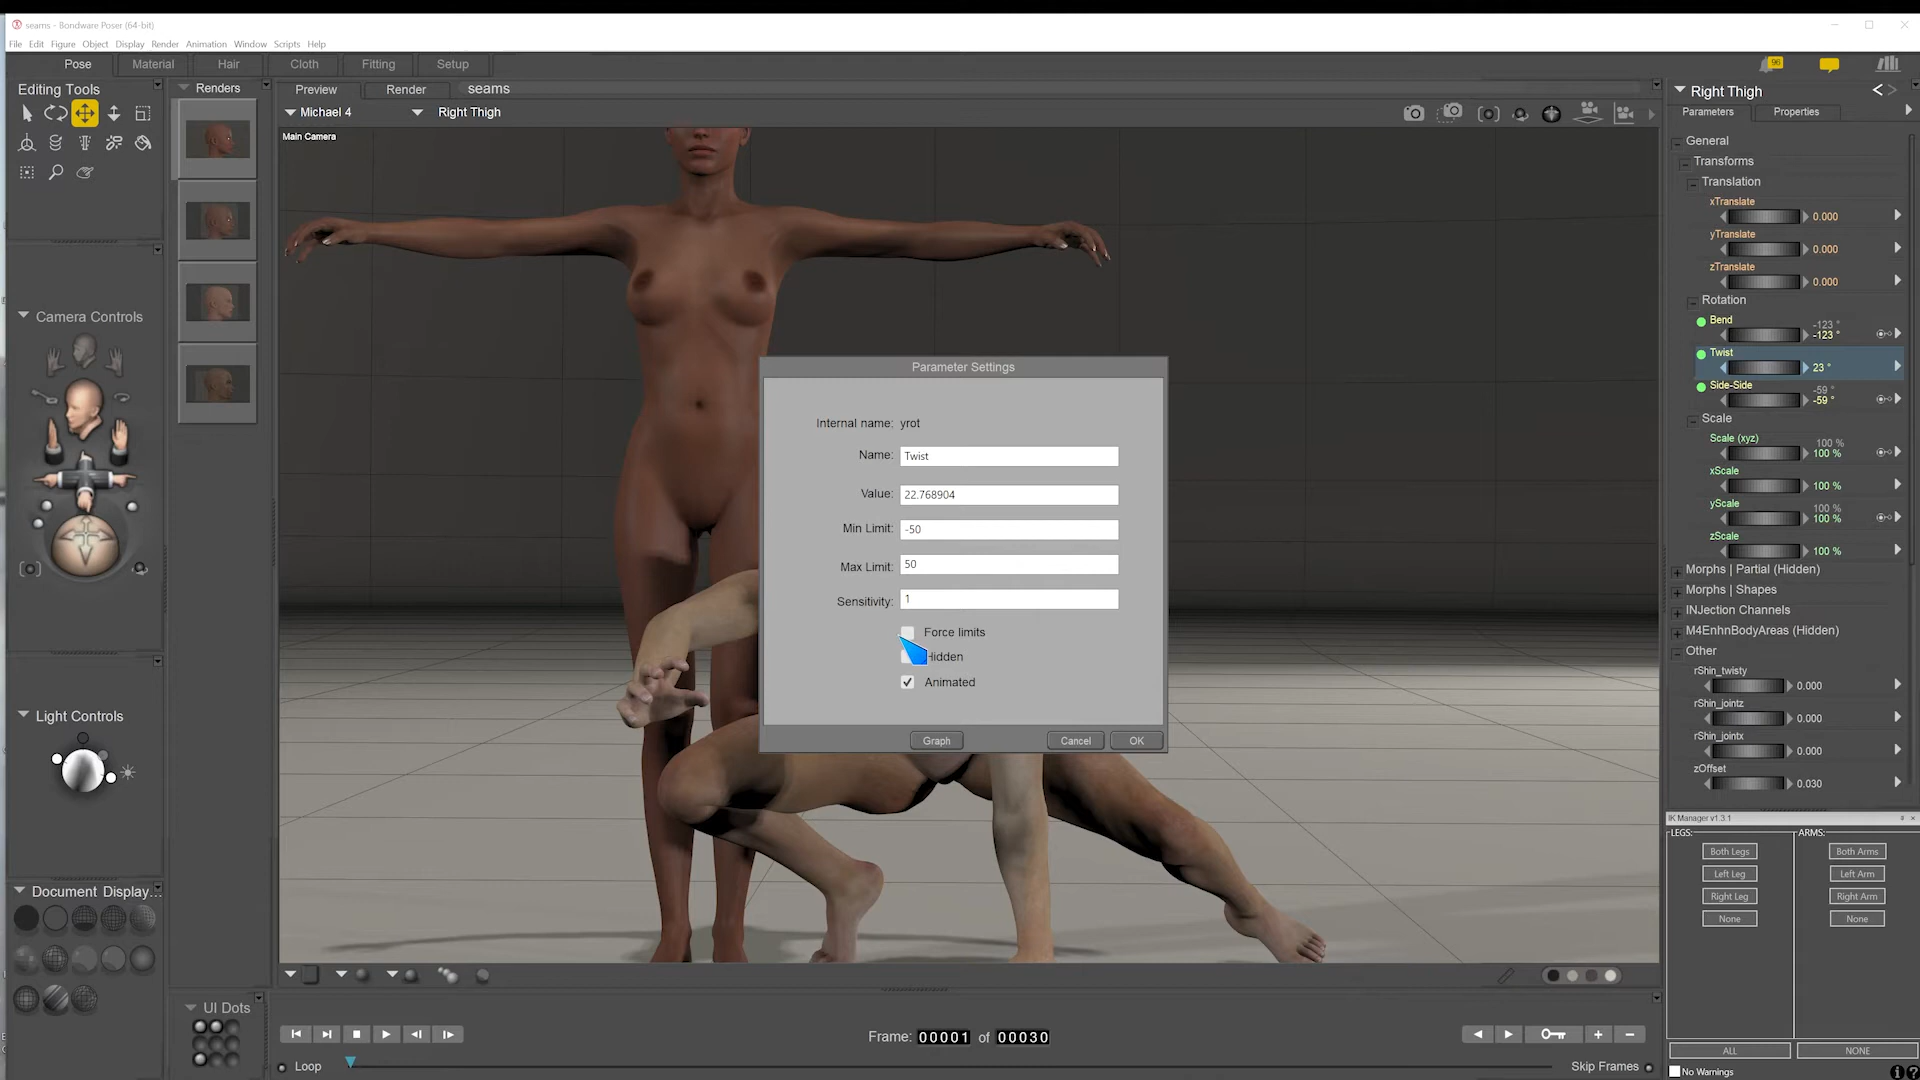 seams - Bondware Poser (64-bit)
File Edit Figure Object Display Render Animation Window Scripts Help
Pose Material Hair Cloth Fitting Setup
96
Editing Tools
Renders
Preview Render seams
Michael 4 Right Thigh
Main Camera
Camera Controls
Light Controls
Document Display...
UI Dots
Parameter Settings
Internal name: yrot
Name: Twist
Value: 22.768904
Min Limit: -50
Max Limit: 50
Sensitivity: 1
Force limits
Hidden
Animated
Graph Cancel OK
Frame: 00001 of 00030
Loop
Skip Frames
Right Thigh
Parameters Properties
General
Transforms
Translation
xTranslate
0.000
yTranslate
0.000
zTranslate
0.000
Rotation
Bend
-123 °
-123 °
Twist
23 °
Side-Side
-59 °
-59 °
Scale
Scale (xyz)
100 %
100 %
xScale
100 %
yScale
100 %
100 %
zScale
100 %
Morphs | Partial (Hidden)
Morphs | Shapes
INJection Channels
M4EnhnBodyAreas (Hidden)
Other
rShin_twisty
0.000
rShin_jointz
0.000
rShin_jointx
0.000
zOffset
0.030
IK Manager v1.3.1
LEGS: ARMS:
Both Legs Both Arms
Left Leg Left Arm
Right Leg Right Arm
None None
ALL NONE
No Warnings